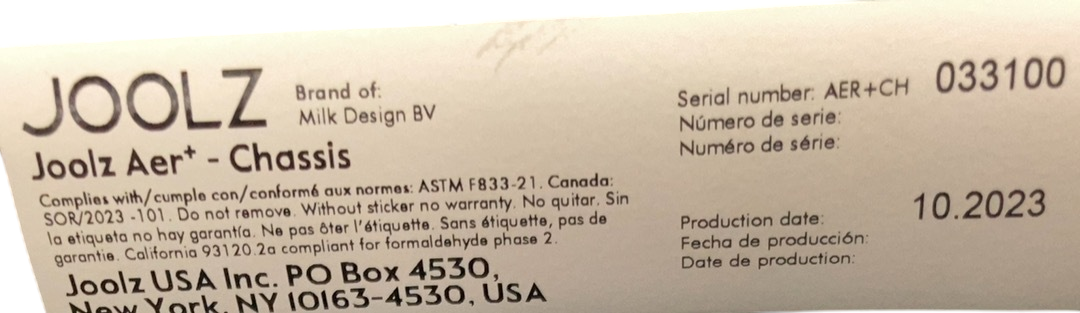 JOOLZ
Brand of:
Milk Design BV
Joolz Aer⁺ - Chassis
Complies with/cumple con/conformé aux normes: ASTM F833-21. Canada:
SOR/2023 -101. Do not remove. Without sticker no warranty. No quitar. Sin
la etiqueta no hay garantía. Ne pas ôter l'étiquette. Sans étiquette, pas de
garantie. California 93120.2a compliant for formaldehyde phase 2.
Joolz USA Inc. PO Box 4530,
New York, NY 10163-4530, USA
Serial number: AER+CH 033100
Número de serie:
Numéro de série:
Production date: 10.2023
Fecha de producción:
Date de production: